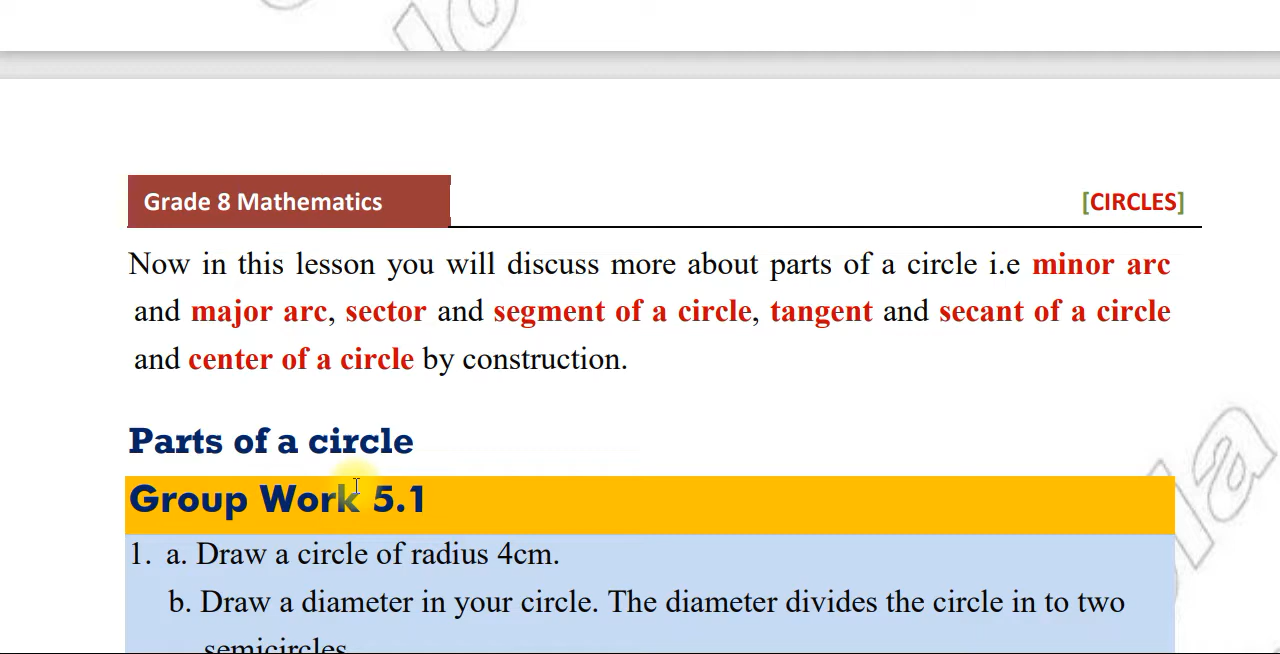 Grade 8 Mathematics
[CIRCLES]
Now in this lesson you will discuss more about parts of a circle i.e minor arc
and major arc, sector and segment of a circle, tangent and secant of a circle
and center of a circle by construction.
Parts of a circle
Group Work 5.1
1. a. Draw a circle of radius 4cm.
b. Draw a diameter in your circle. The diameter divides the circle in to two
semicircles